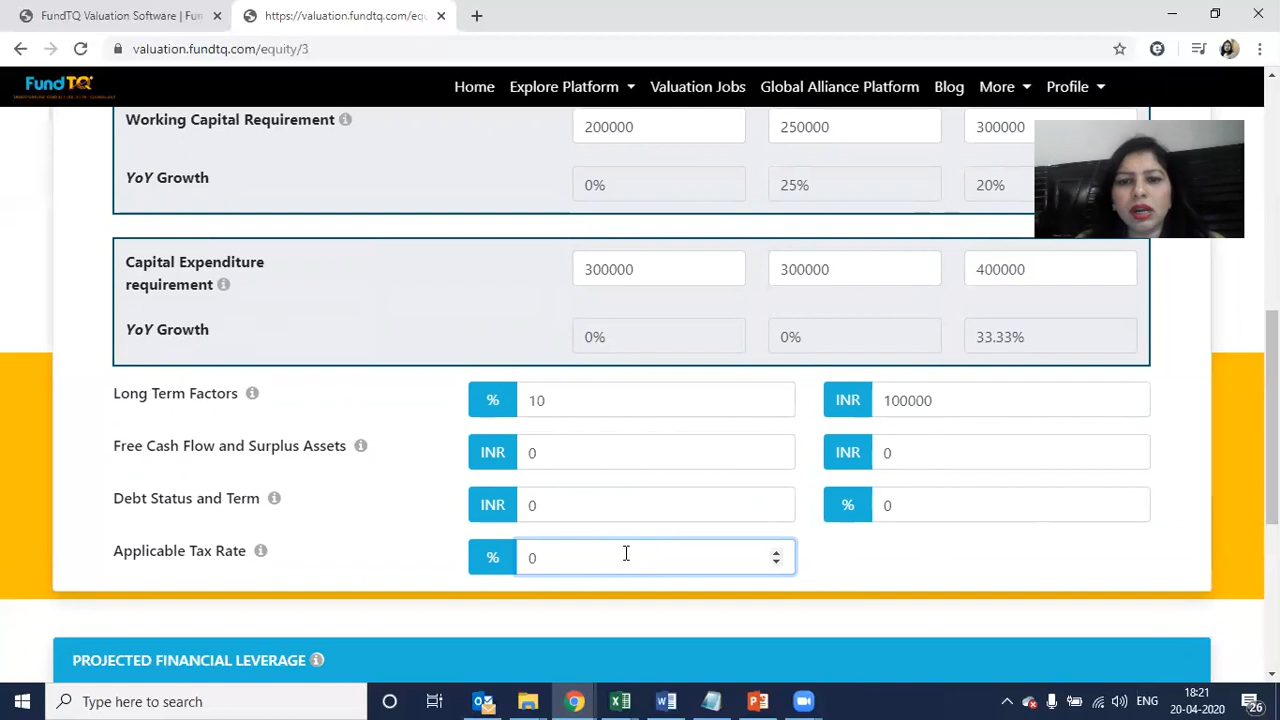 FundTQ Valuation Software | Fun
https://valuation.fundtq.com/equ
valuation.fundtq.com/equity/3
FundTQ
Home Explore Platform Valuation Jobs Global Alliance Platform Blog More Profile
Working Capital Requirement 200000 250000 300000
YoY Growth 0% 25% 20%
Capital Expenditure
requirement 300000 300000 400000
YoY Growth 0% 0% 33.33%
Long Term Factors % 10 INR 100000
Free Cash Flow and Surplus Assets INR 0 INR 0
Debt Status and Term INR 0 % 0
Applicable Tax Rate % 0
PROJECTED FINANCIAL LEVERAGE
Type here to search
ENG
18:21
20-04-2020
26